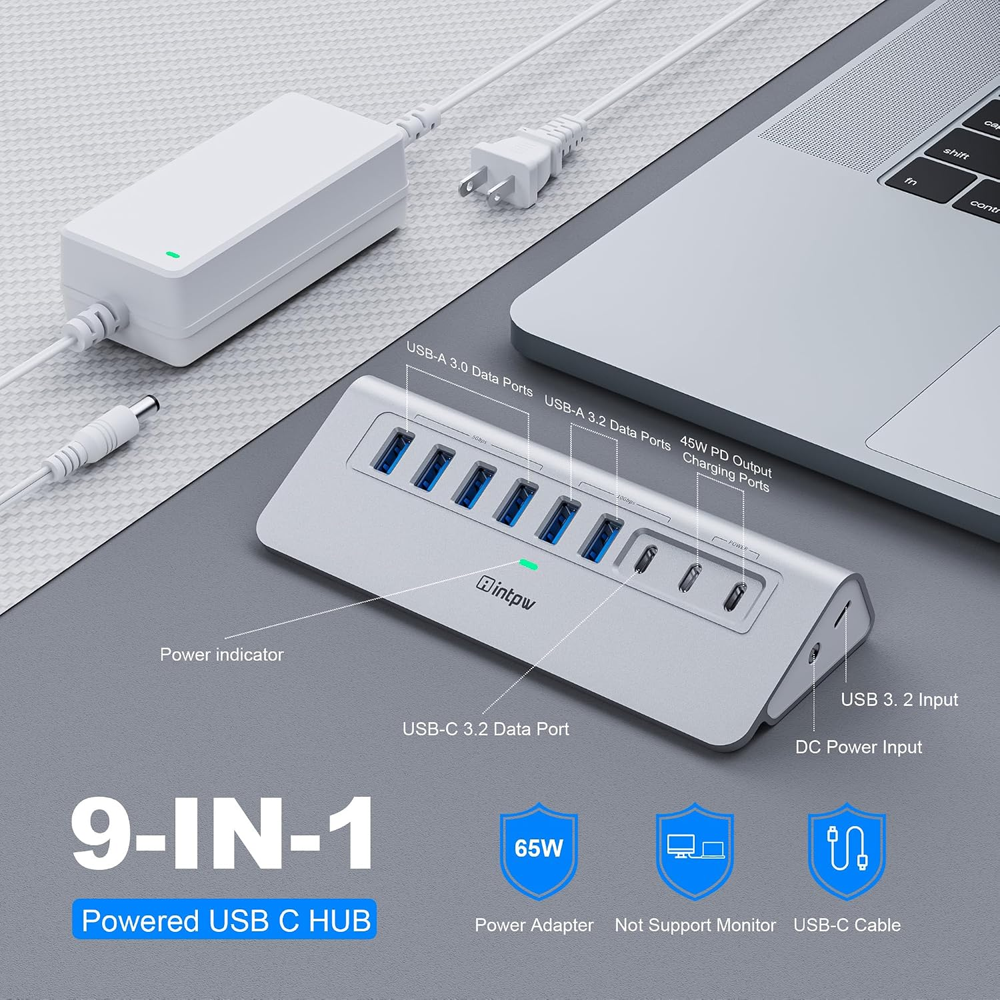 cap
shift
fn
contr
USB-A 3.0 Data Ports
USB-A 3.2 Data Ports
45W PD Output
Charging Ports
5Gbps
10Gbps
POWER
intpw
Power indicator
USB-C 3.2 Data Port
USB 3. 2 Input
DC Power Input
9-IN-1
Powered USB C HUB
65W
Power Adapter
Not Support Monitor
USB-C Cable